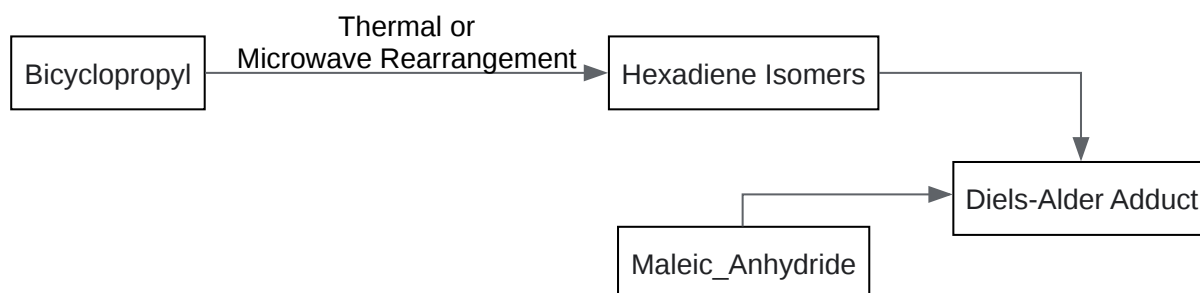 Thermal or
Microwave Rearrangement
Bicyclopropyl
Hexadiene Isomers
Diels-Alder Adduct
Maleic_Anhydride